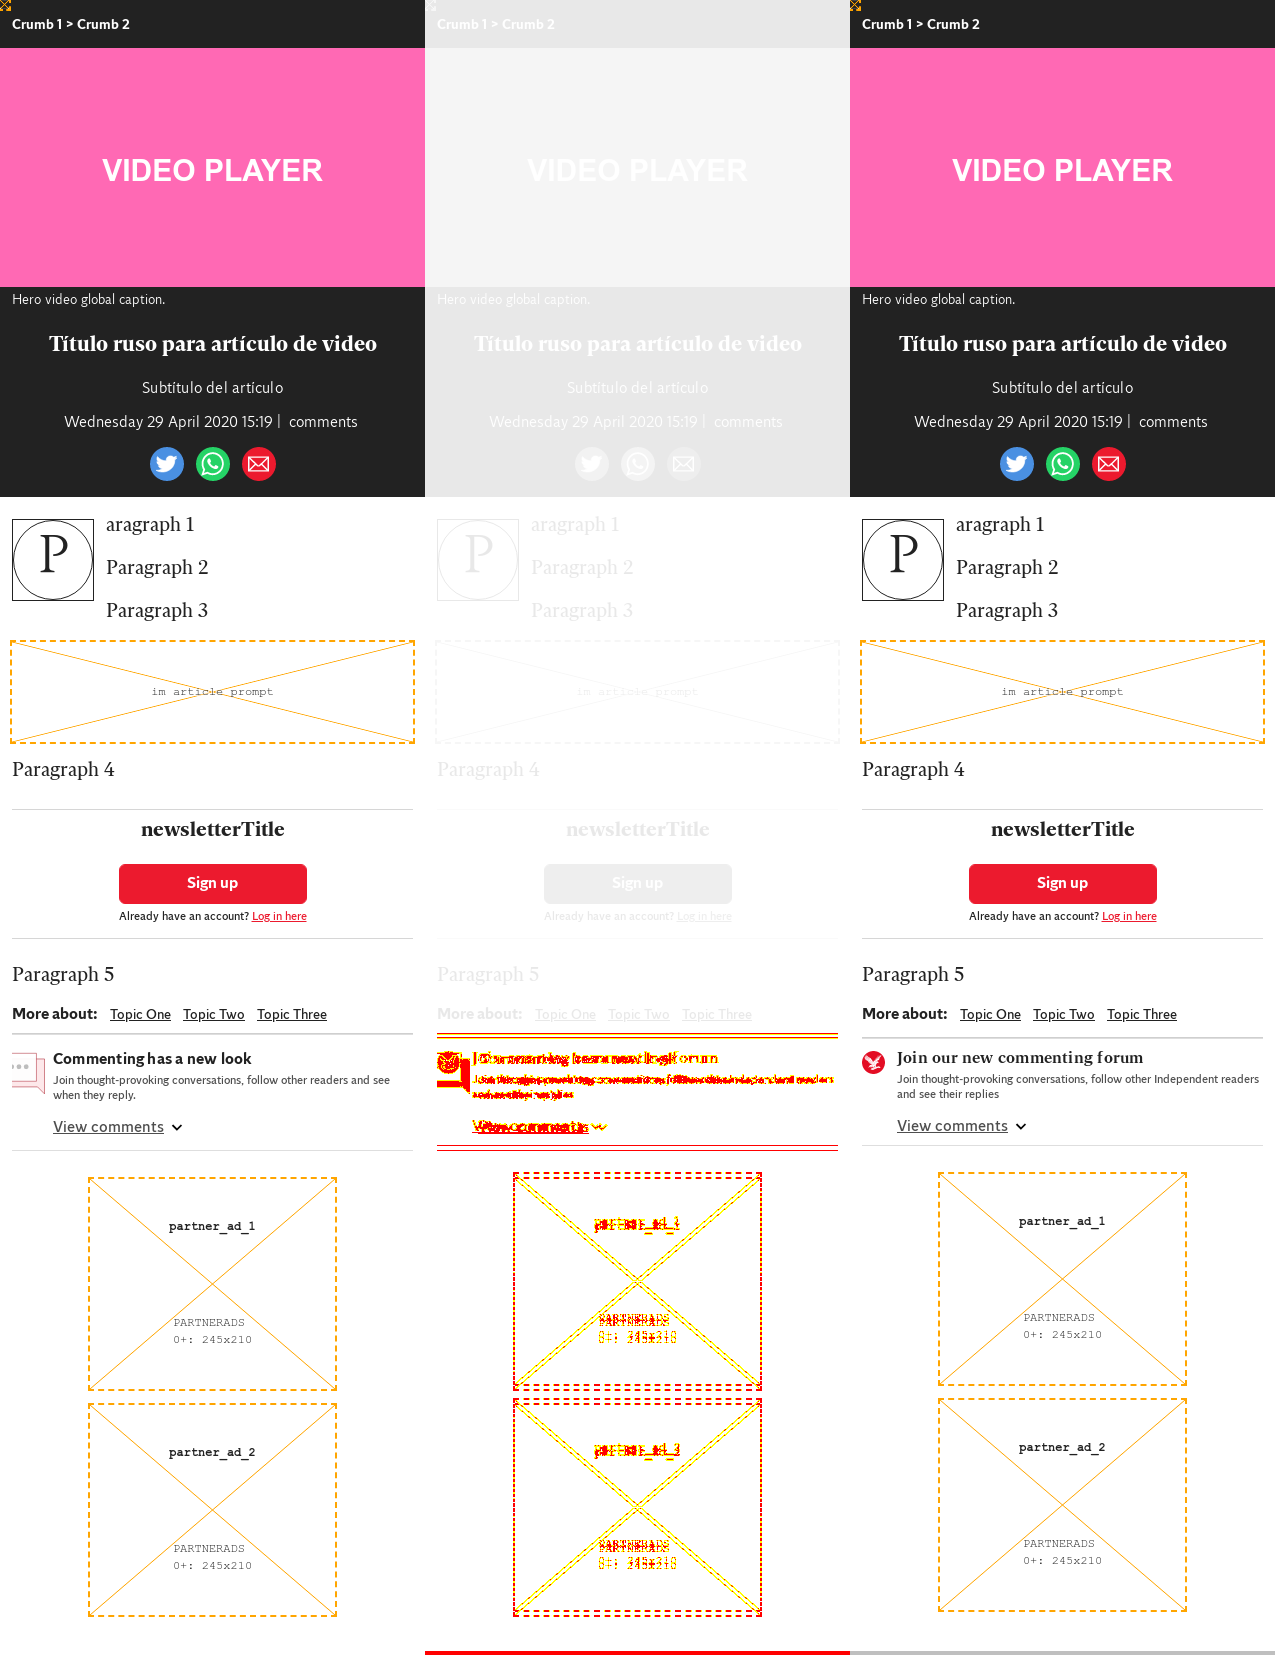 Crumb 1 > Crumb 2
VIDEO PLAYER
Hero video global caption.
Título ruso para artículo de video
Subtítulo del artículo
Wednesday 29 April 2020 15:19 | comments
P
aragraph 1
Paragraph 2
Paragraph 3
im article prompt
Paragraph 4
newsletterTitle
Sign up
Already have an account? Log in here
Paragraph 5
More about: Topic One Topic Two Topic Three
Commenting has a new look
Join thought-provoking conversations, follow other readers and see
when they reply.
View comments
partner_ad_1
PARTNERADS
0+: 245x210
partner_ad_2
PARTNERADS
0+: 245x210
Crumb 1 > Crumb 2
VIDEO PLAYER
Hero video global caption.
Título ruso para artículo de video
Subtítulo del artículo
Wednesday 29 April 2020 15:19 | comments
P
aragraph 1
Paragraph 2
Paragraph 3
im article prompt
Paragraph 4
newsletterTitle
Sign up
Already have an account? Log in here
Paragraph 5
More about: Topic One Topic Two Topic Three
Crumb 1 > Crumb 2
VIDEO PLAYER
Hero video global caption.
Título ruso para artículo de video
Subtítulo del artículo
Wednesday 29 April 2020 15:19 | comments
P
aragraph 1
Paragraph 2
Paragraph 3
im article prompt
Paragraph 4
newsletterTitle
Sign up
Already have an account? Log in here
Paragraph 5
More about: Topic One Topic Two Topic Three
Join our new commenting forum
Join thought-provoking conversations, follow other Independent readers
and see their replies
View comments
partner_ad_1
PARTNERADS
0+: 245x210
partner_ad_2
PARTNERADS
0+: 245x210